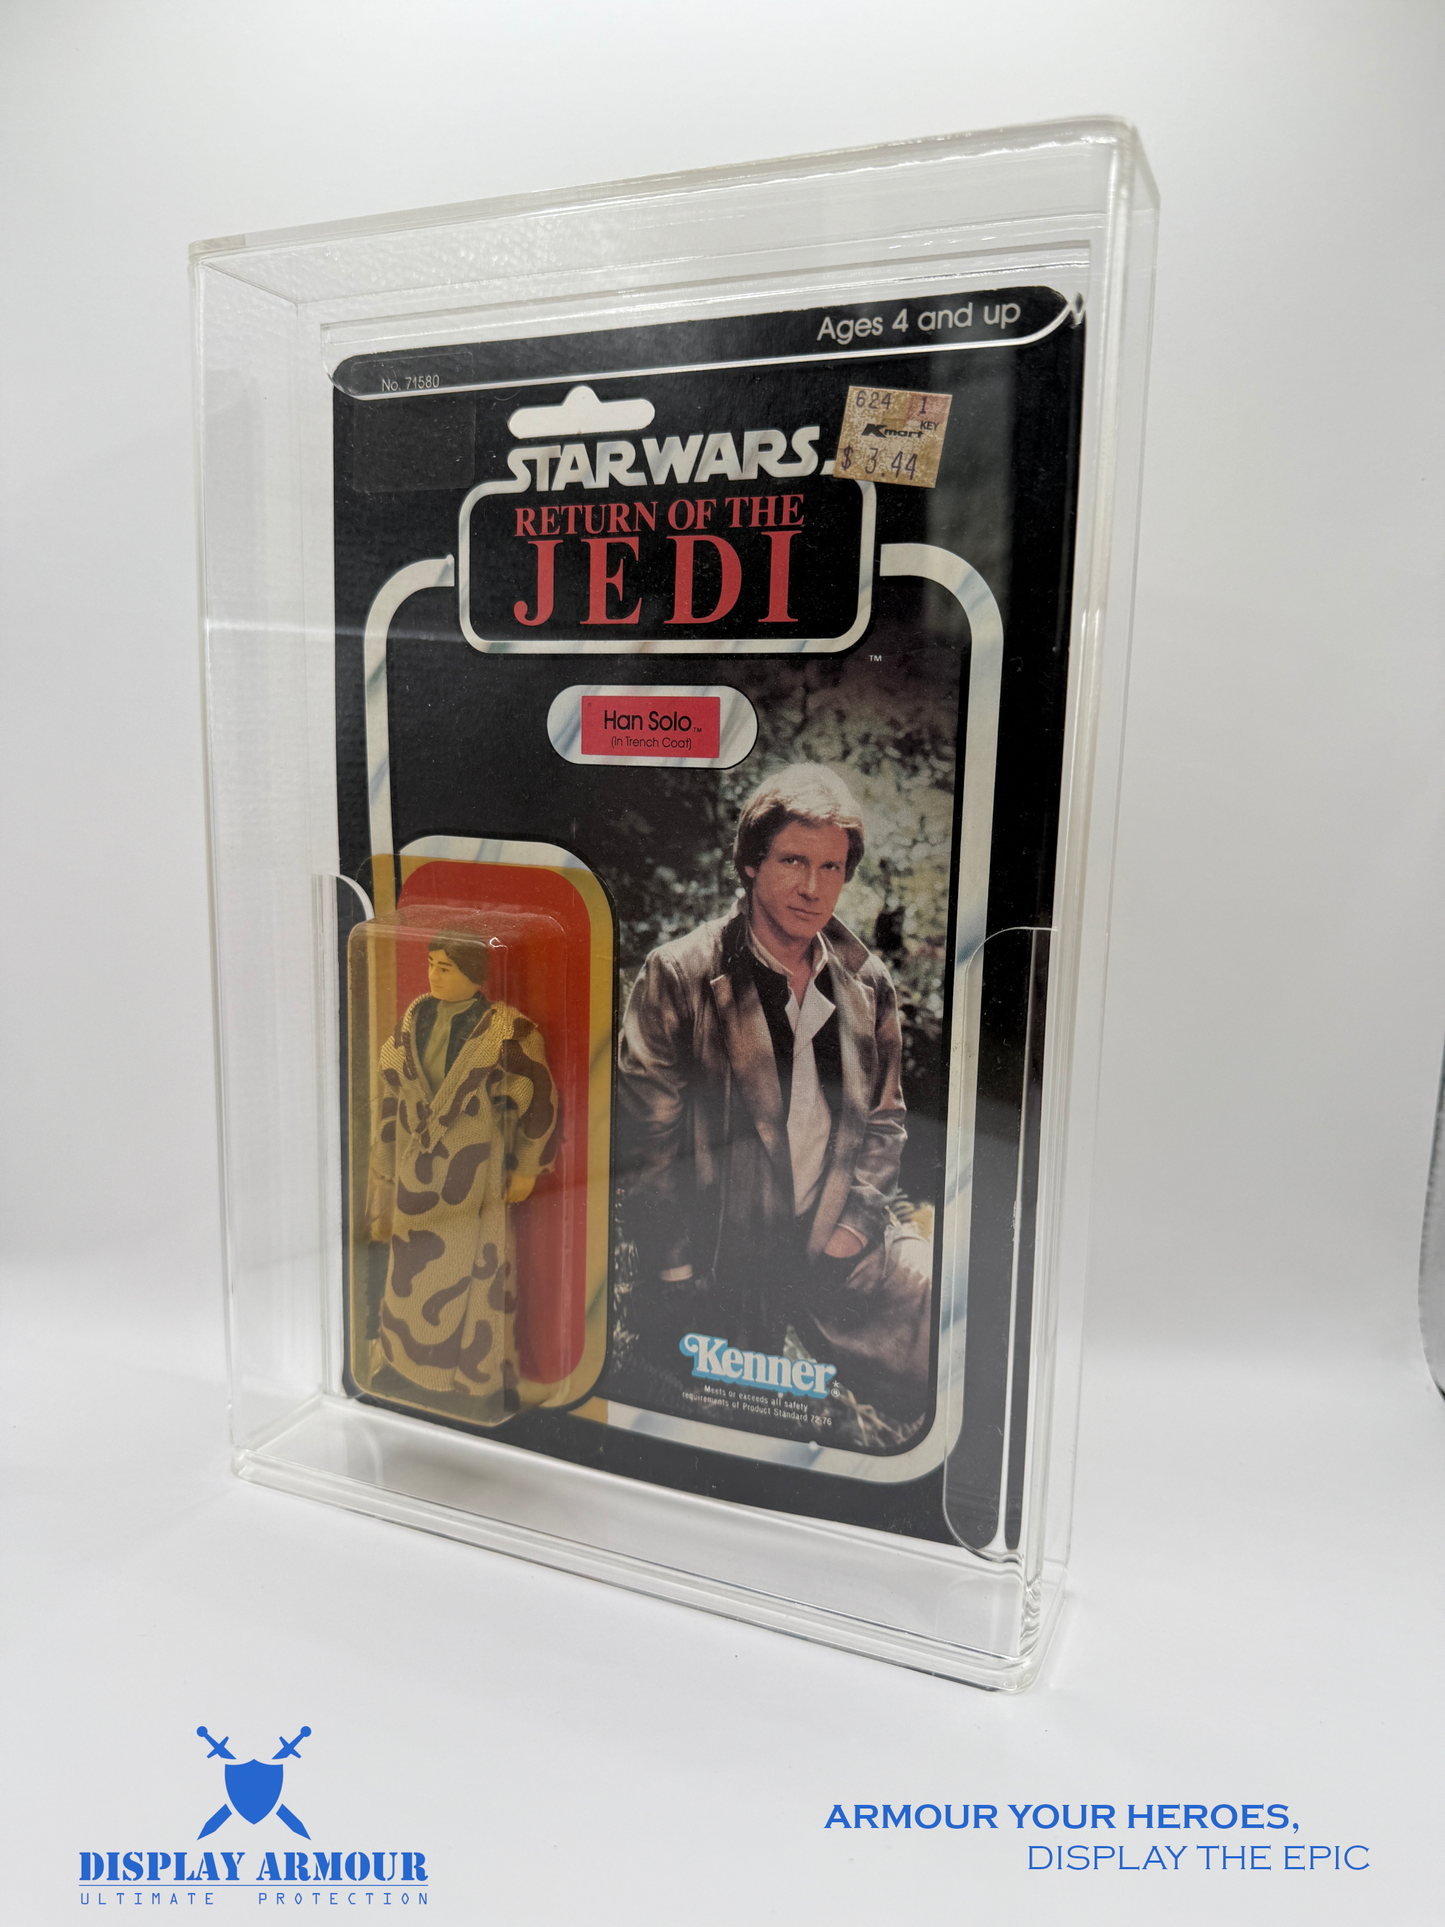 Ages 4 and up
No. 71580
624 1
KEY
Kmart
$ 3.44
STAR WARS
RETURN OF THE
JEDI
TM
Han Solo TM
(in Trench Coat)
Kenner ®
Meets or exceeds all safety
requirements of Product Standard 72-76
DISPLAY ARMOUR
ULTIMATE PROTECTION
ARMOUR YOUR HEROES,
DISPLAY THE EPIC